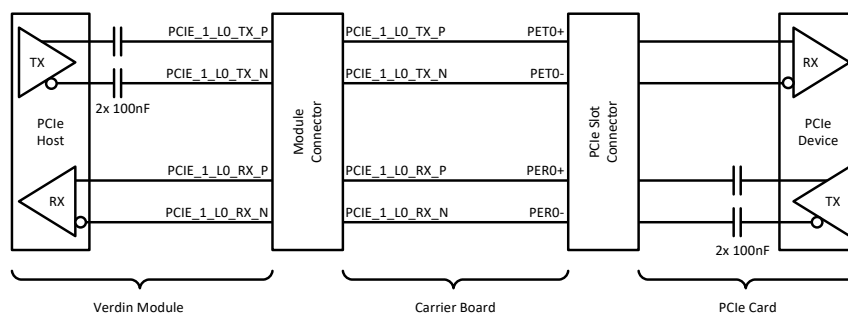 PCIE_1_L0_TX_P
PCIE_1_L0_TX_P
PET0+
TX
RX
PCIE_1_L0_TX_N
PCIE_1_L0_TX_N
PET0-
2x 100nF
PCIe
Host
Module
Connector
PCIe Slot
Connector
PCIe
Device
PCIE_1_L0_RX_P
PCIE_1_L0_RX_P
PER0+
RX
TX
PCIE_1_L0_RX_N
PCIE_1_L0_RX_N
PER0-
2x 100nF
Verdin Module
Carrier Board
PCIe Card